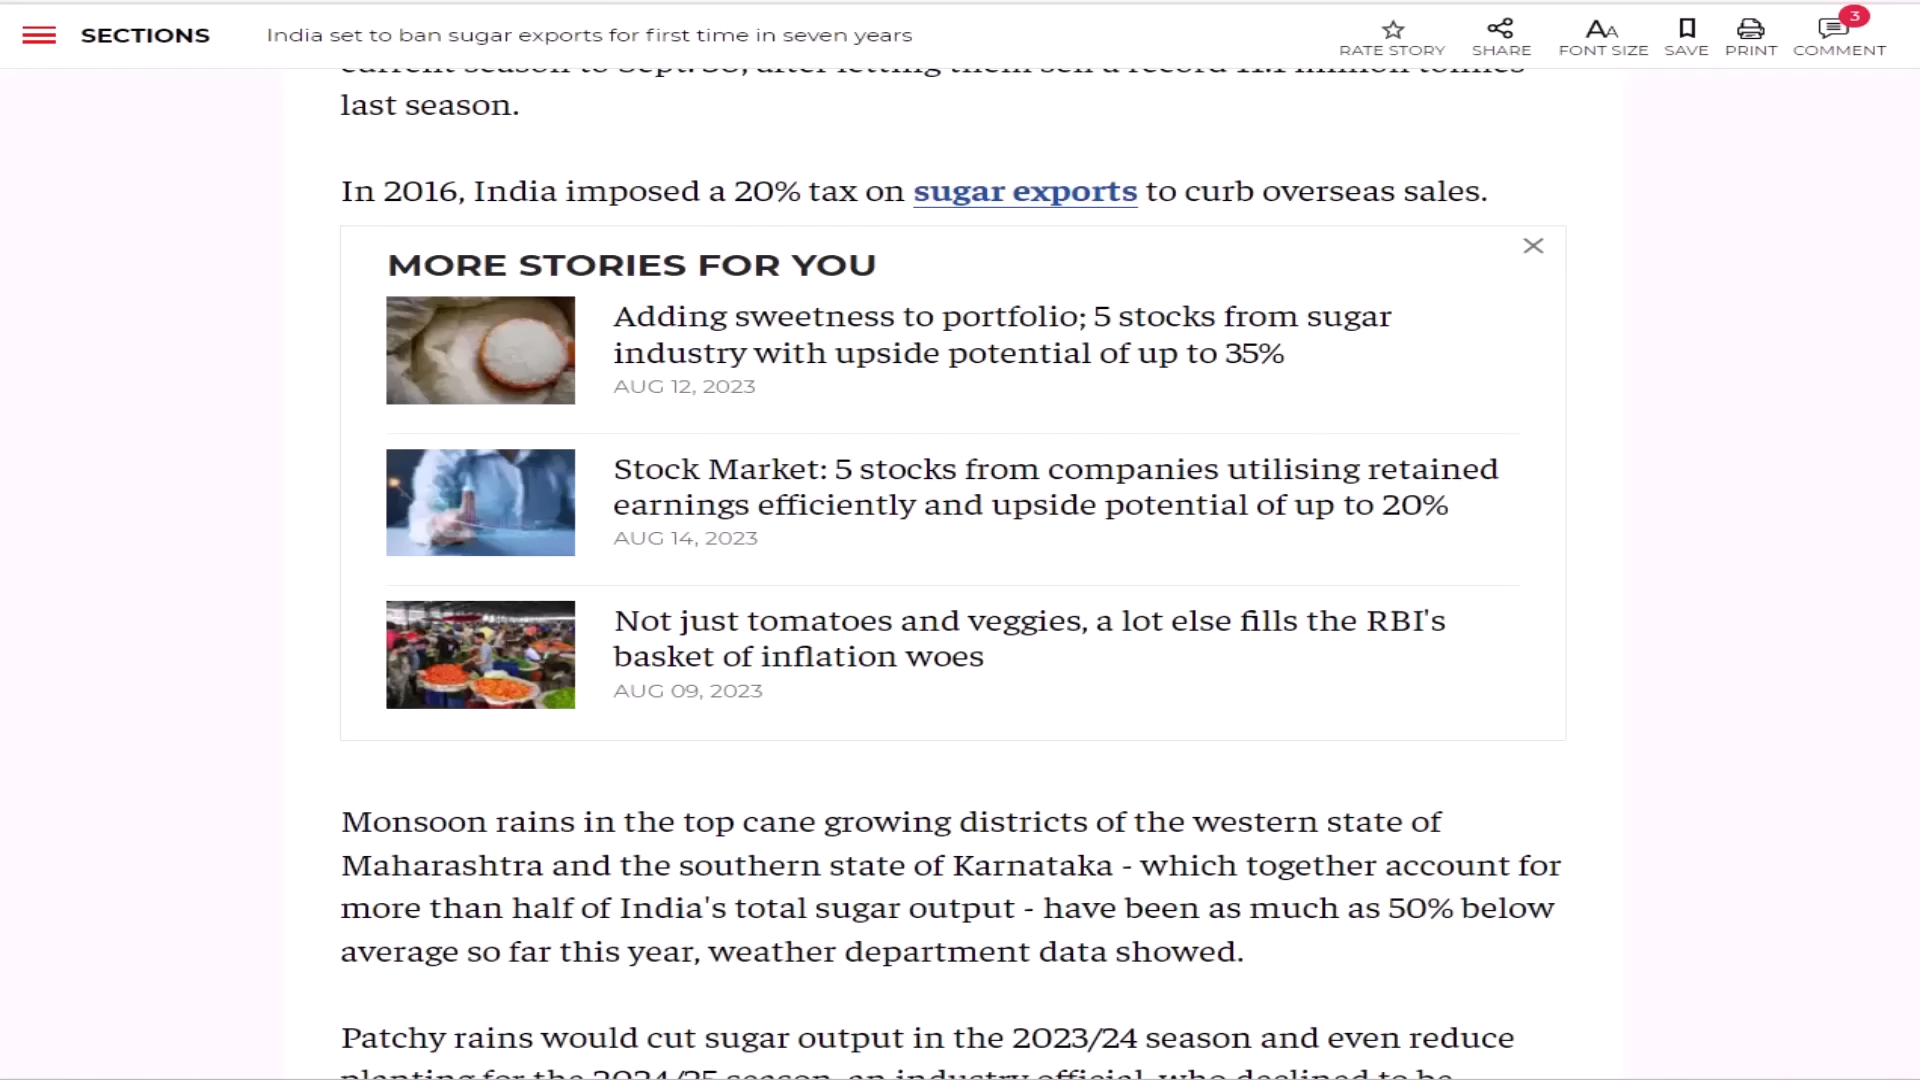 SECTIONS
India set to ban sugar exports for first time in seven years
RATE STORY
SHARE
FONT SIZE
SAVE
PRINT
3
COMMENT
last season.
In 2016, India imposed a 20% tax on sugar exports to curb overseas sales.
MORE STORIES FOR YOU
Adding sweetness to portfolio; 5 stocks from sugar
industry with upside potential of up to 35%
AUG 12, 2023
Stock Market: 5 stocks from companies utilising retained
earnings efficiently and upside potential of up to 20%
AUG 14, 2023
Not just tomatoes and veggies, a lot else fills the RBI's
basket of inflation woes
AUG 09, 2023
Monsoon rains in the top cane growing districts of the western state of
Maharashtra and the southern state of Karnataka - which together account for
more than half of India's total sugar output - have been as much as 50% below
average so far this year, weather department data showed.
Patchy rains would cut sugar output in the 2023/24 season and even reduce